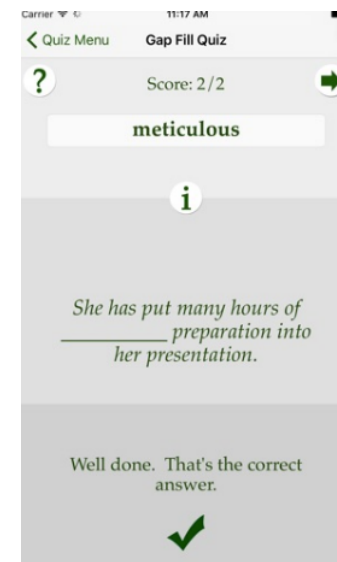 Carrier 11:17 AM
Quiz Menu Gap Fill Quiz
?
Score: 2/2
meticulous
i
She has put many hours of
__________ preparation into
her presentation.
Well done. That's the correct
answer.